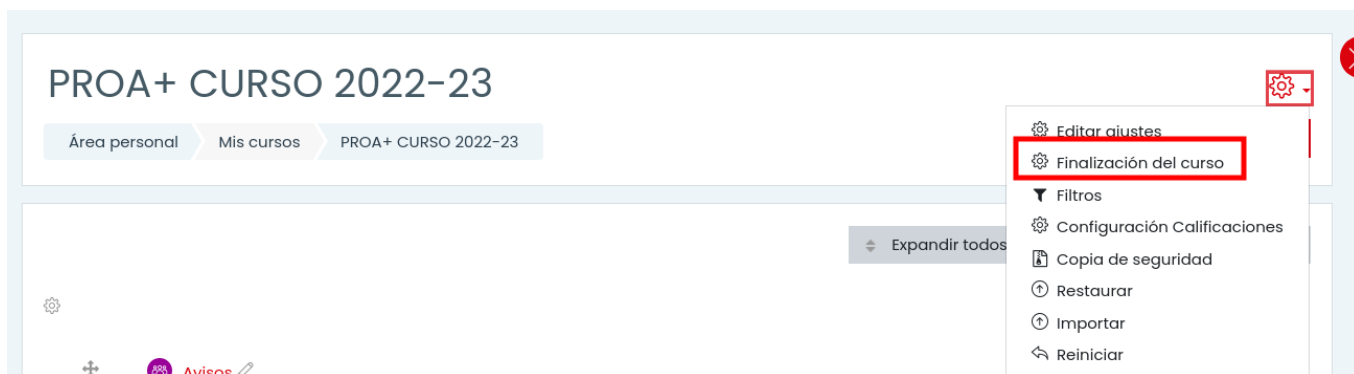 PROA+ CURSO 2022-23
Área personal
Mis cursos
PROA+ CURSO 2022-23
Editar ajustes
Finalización del curso
Filtros
Configuración Calificaciones
Copia de seguridad
Restaurar
Importar
Reiniciar
Expandir todos
Avisos